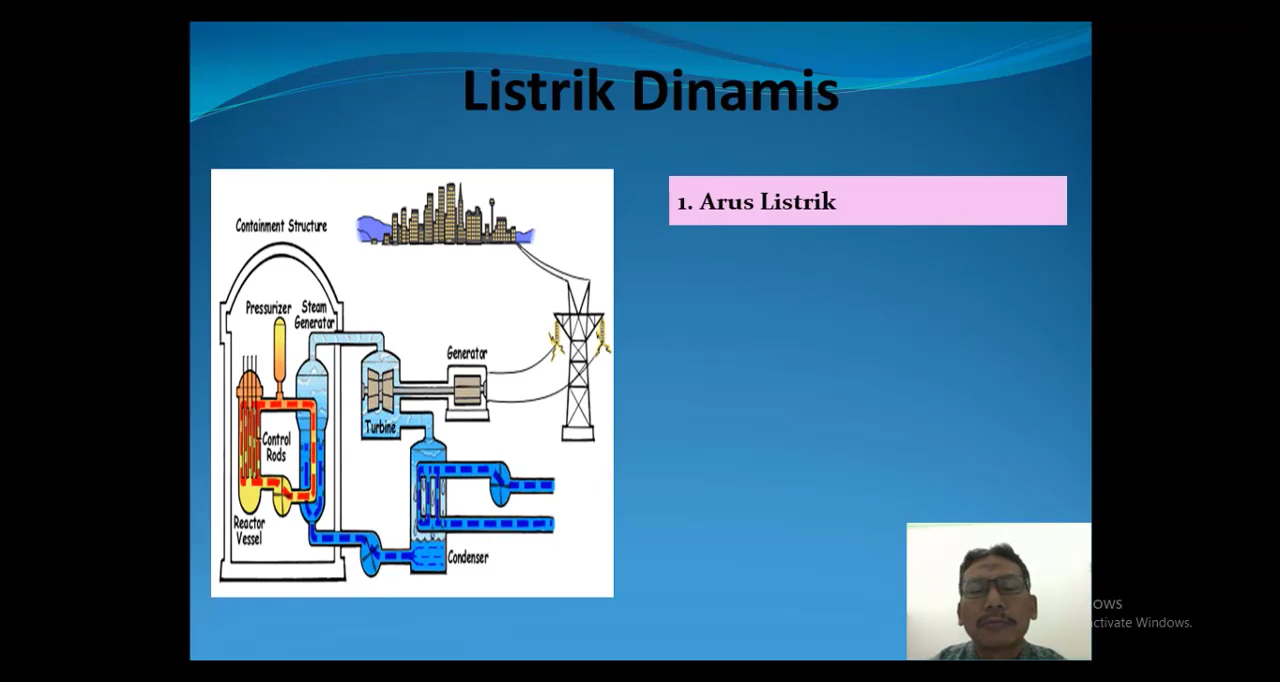 Listrik Dinamis
1. Arus Listrik
Containment Structure
Pressurizer
Steam
Generator
Generator
Turbine
Control
Rods
Reactor
Vessel
Condenser
ctivate Windows.